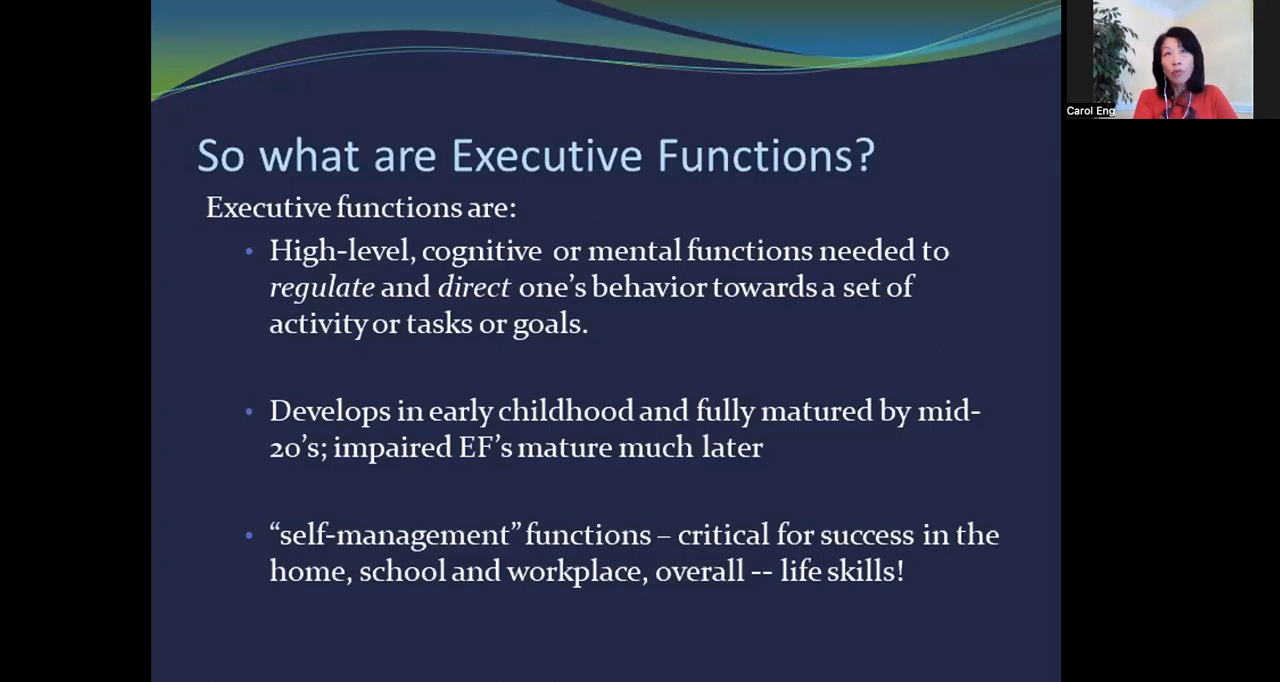 So what are Executive Functions?
Executive functions are:
• High-level, cognitive or mental functions needed to
regulate and direct one's behavior towards a set of
activity or tasks or goals.
• Develops in early childhood and fully matured by mid-
20's; impaired EF's mature much later
• “self-management” functions – critical for success in the
home, school and workplace, overall -- life skills!
Carol Eng